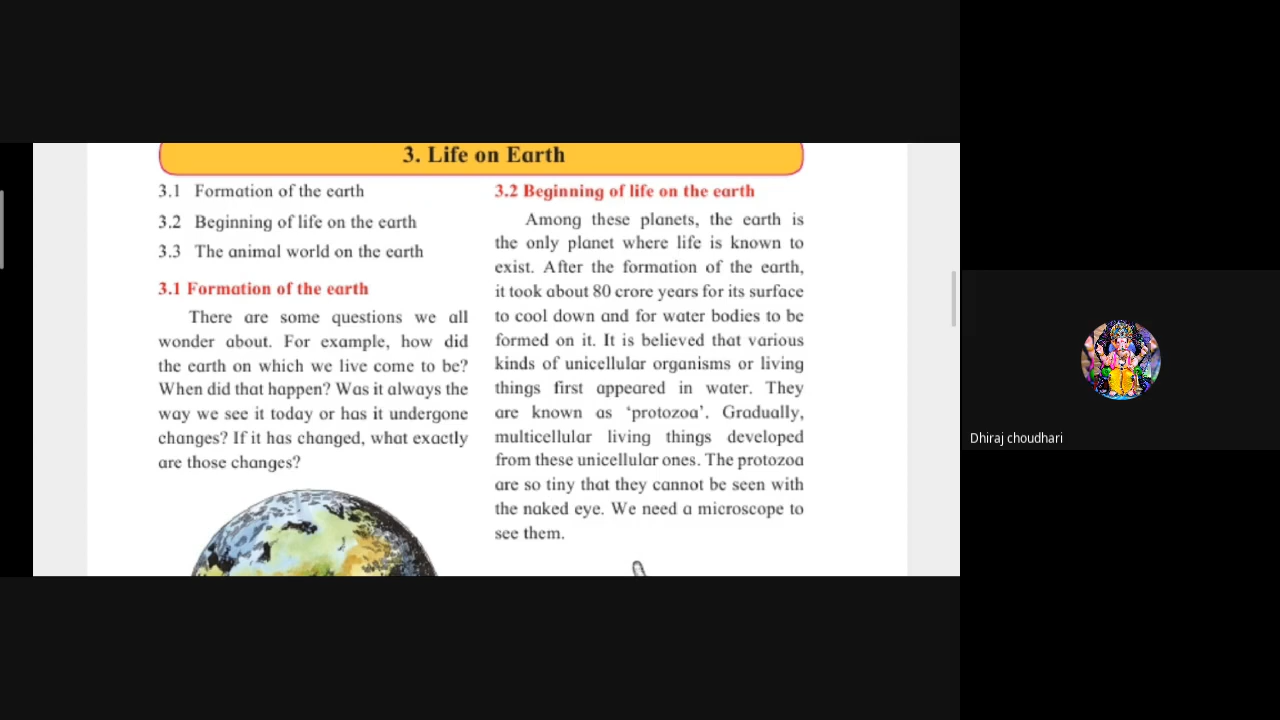 3. Life on Earth
3.1 Formation of the earth
3.2 Beginning of life on the earth
3.3 The animal world on the earth
3.1 Formation of the earth
There are some questions we all
wonder about. For example, how did
the earth on which we live come to be?
When did that happen? Was it always the
way we see it today or has it undergone
changes? If it has changed, what exactly
are those changes?
3.2 Beginning of life on the earth
Among these planets, the earth is
the only planet where life is known to
exist. After the formation of the earth,
it took about 80 crore years for its surface
to cool down and for water bodies to be
formed on it. It is believed that various
kinds of unicellular organisms or living
things first appeared in water. They
are known as ‘protozoa’. Gradually,
multicellular living things developed
from these unicellular ones. The protozoa
are so tiny that they cannot be seen with
the naked eye. We need a microscope to
see them.
Dhiraj choudhari